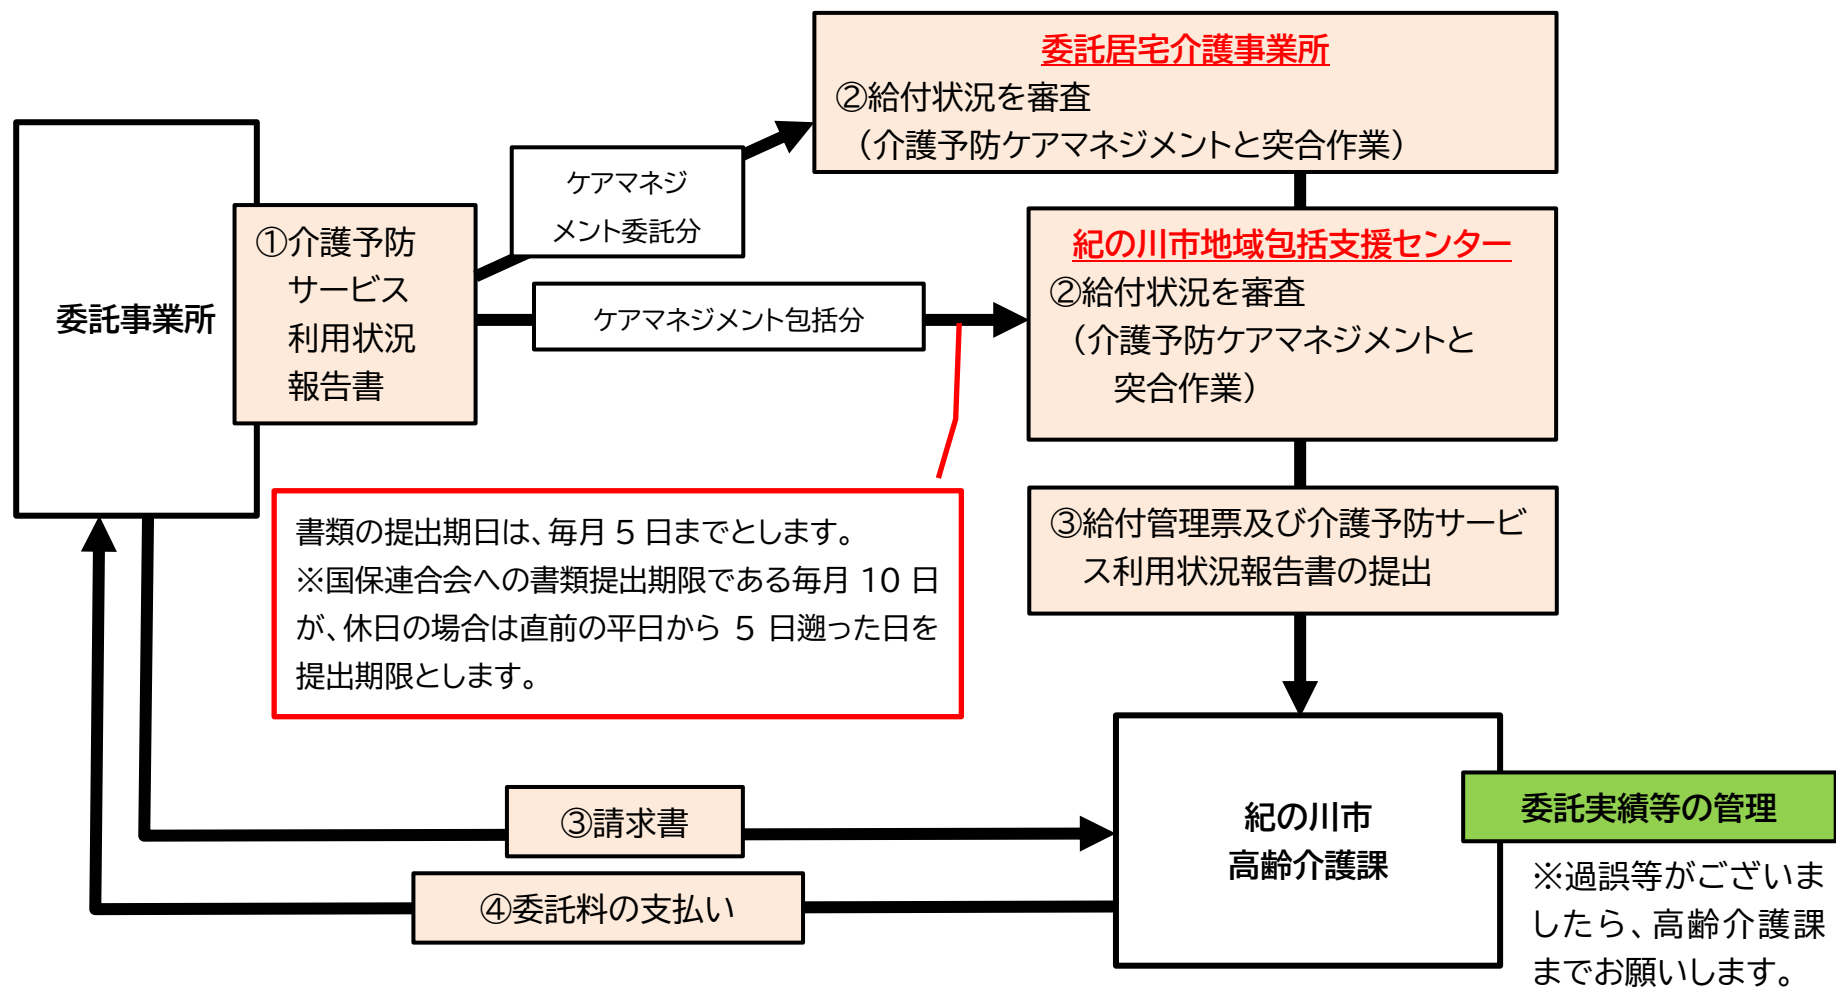 委託居宅介護事業所
②給付状況を審査
（介護予防ケアマネジメントと突合作業）
ケアマネジ
メント委託分
委託事業所
①介護予防
サービス
利用状況
報告書
ケアマネジメント包括分
紀の川市地域包括支援センター
②給付状況を審査
（介護予防ケアマネジメントと
突合作業）
書類の提出期日は、毎月 5 日までとします。
※国保連合会への書類提出期限である毎月 10 日
が、休日の場合は直前の平日から 5 日遡った日を
提出期限とします。
③給付管理票及び介護予防サービ
ス利用状況報告書の提出
③請求書
④委託料の支払い
紀の川市
高齢介護課
委託実績等の管理
※過誤等がございま
したら、高齢介護課
までお願いします。